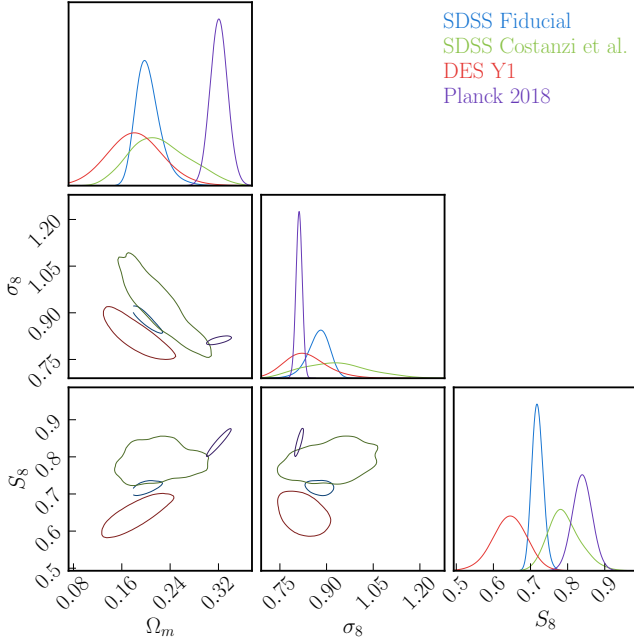 SDSS Fiducial
SDSS Costanzi et al.
DES Y1
Planck 2018
σ8
1.20
1.05
0.90
0.75
S8
0.9
0.8
0.7
0.6
0.5
0.08 0.16 0.24 0.32
Ωm
0.75 0.90 1.05 1.20
σ8
0.5 0.6 0.7 0.8 0.9
S8